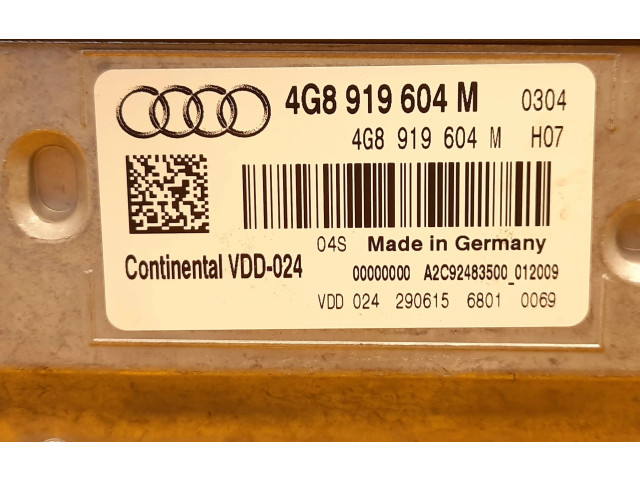 4G8 919 604 M 0304
4G8 919 604 M H07
04S Made in Germany
Continental VDD-024 00000000 A2C92483500_012009
VDD 024 290615 6801 0069